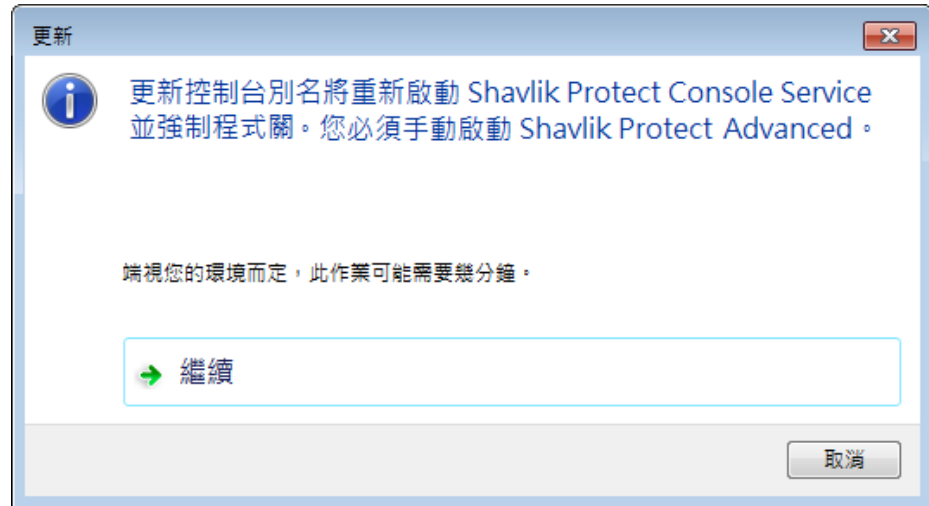 更新
更新控制台別名將重新啟動 Shavlik Protect Console Service
並強制程式關。您必須手動啟動 Shavlik Protect Advanced。
端視您的環境而定，此作業可能需要幾分鐘。
繼續
取消